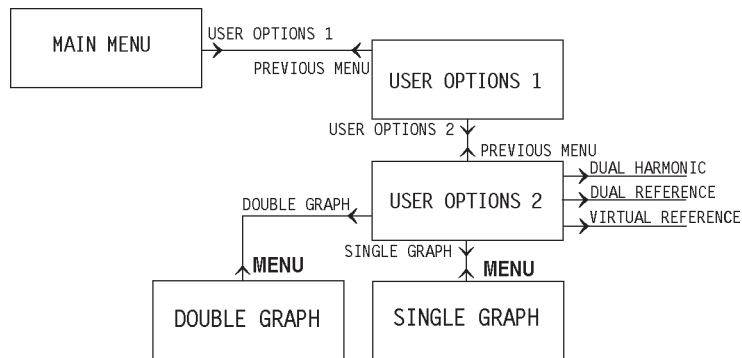 MAIN MENU
USER OPTIONS 1
PREVIOUS MENU
USER OPTIONS 1
USER OPTIONS 2
PREVIOUS MENU
DUAL HARMONIC
USER OPTIONS 2
DUAL REFERENCE
DOUBLE GRAPH
VIRTUAL REFERENCE
SINGLE GRAPH
MENU
MENU
DOUBLE GRAPH
SINGLE GRAPH